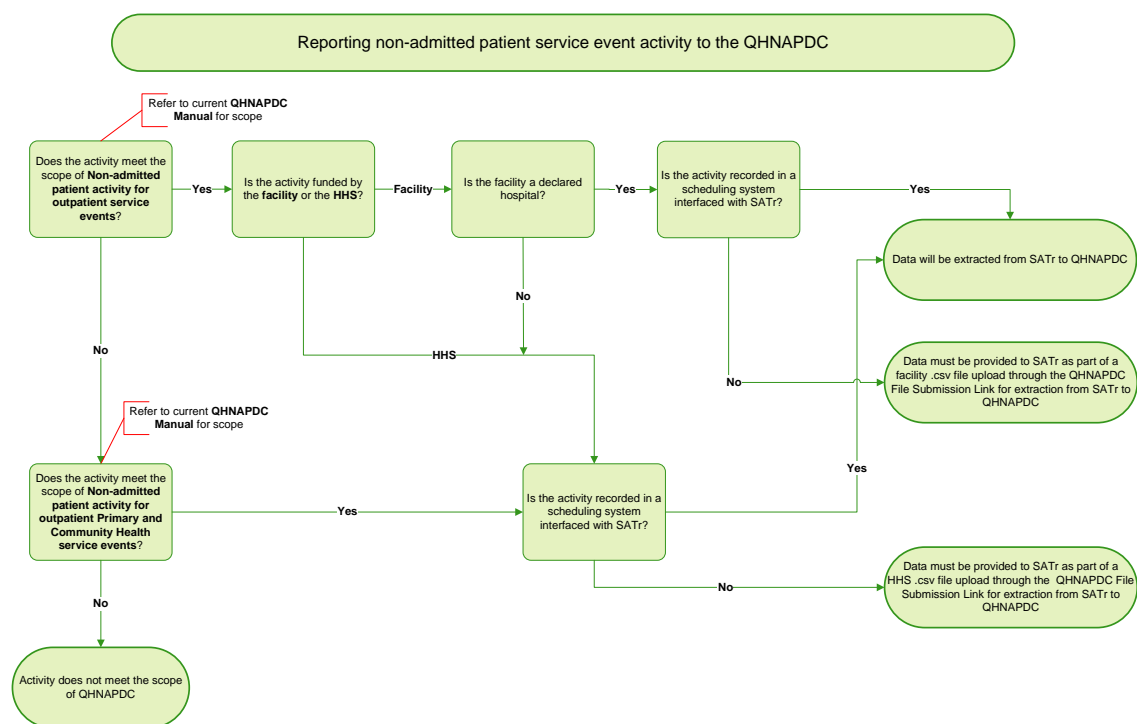 Reporting non-admitted patient service event activity to the QHNAPDC
Refer to current QHNAPDC
Manual for scope
Does the activity meet the
scope of Non-admitted
patient activity for
outpatient service
events?
Yes
Is the activity funded by
the facility or the HHS?
Facility
Is the facility a declared
hospital?
Yes
Is the activity recorded in a
scheduling system
interfaced with SATr?
Yes
Data will be extracted from SATr to QHNAPDC
No
No
HHS
No
Data must be provided to SATr as part of a
facility .csv file upload through the QHNAPDC
File Submission Link for extraction from SATr to
QHNAPDC
Refer to current QHNAPDC
Manual for scope
Does the activity meet the
scope of Non-admitted
patient activity for
outpatient Primary and
Community Health
service events?
Yes
Is the activity recorded in a
scheduling system
interfaced with SATr?
Yes
No
Data must be provided to SATr as part of a
HHS .csv file upload through the QHNAPDC File
Submission Link for extraction from SATr to
QHNAPDC
No
Activity does not meet the scope
of QHNAPDC